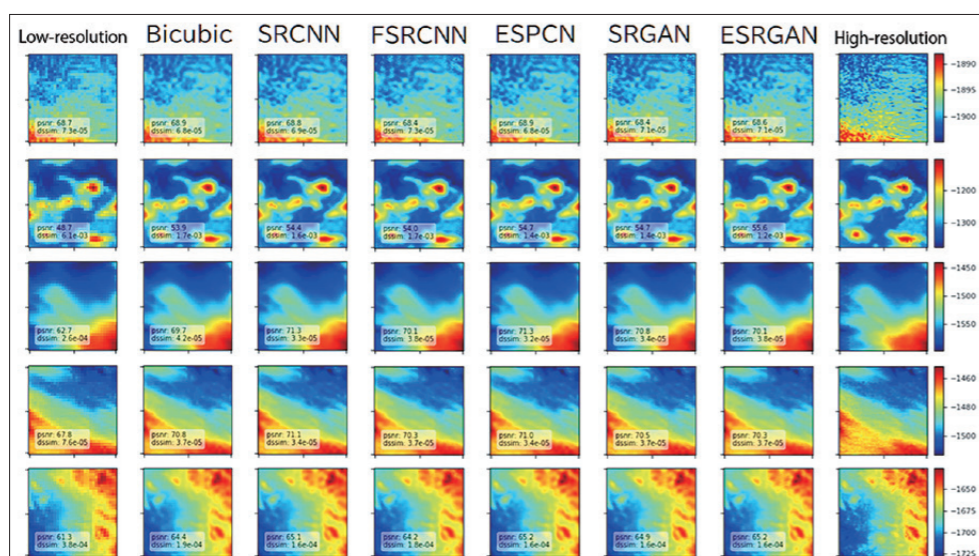 Low-resolution Bicubic SRCNN FSRCNN ESPCN SRGAN ESRGAN High-resolution
psnr: 68.7 psnr: 68.9 psnr: 68.8 psnr: 68.4 psnr: 68.9 psnr: 68.4 psnr: 68.6
dssim: 7.3e-05 dssim: 6.8e-05 dssim: 6.9e-05 dssim: 7.3e-05 dssim: 6.8e-05 dssim: 7.1e-05 dssim: 7.1e-05
−1890
−1895
−1900
psnr: 48.7 psnr: 53.9 psnr: 54.4 psnr: 54.0 psnr: 54.7 psnr: 54.7 psnr: 55.6
dssim: 6.1e-03 dssim: 1.7e-03 dssim: 1.6e-03 dssim: 1.7e-03 dssim: 1.4e-03 dssim: 1.4e-03 dssim: 1.2e-03
−1200
−1300
psnr: 62.7 psnr: 69.7 psnr: 71.3 psnr: 70.1 psnr: 71.3 psnr: 70.8 psnr: 70.1
dssim: 2.6e-04 dssim: 4.2e-05 dssim: 3.3e-05 dssim: 3.8e-05 dssim: 3.2e-05 dssim: 3.4e-05 dssim: 3.8e-05
−1450
−1500
−1550
psnr: 67.8 psnr: 70.8 psnr: 71.1 psnr: 70.3 psnr: 71.0 psnr: 70.5 psnr: 70.3
dssim: 7.6e-05 dssim: 3.7e-05 dssim: 3.4e-05 dssim: 3.7e-05 dssim: 3.4e-05 dssim: 3.7e-05 dssim: 3.7e-05
−1460
−1480
−1500
psnr: 61.3 psnr: 64.4 psnr: 65.1 psnr: 64.2 psnr: 65.2 psnr: 64.9 psnr: 65.2
dssim: 3.8e-04 dssim: 1.9e-04 dssim: 1.6e-04 dssim: 1.8e-04 dssim: 1.6e-04 dssim: 1.6e-04 dssim: 1.6e-04
−1650
−1675
−1700